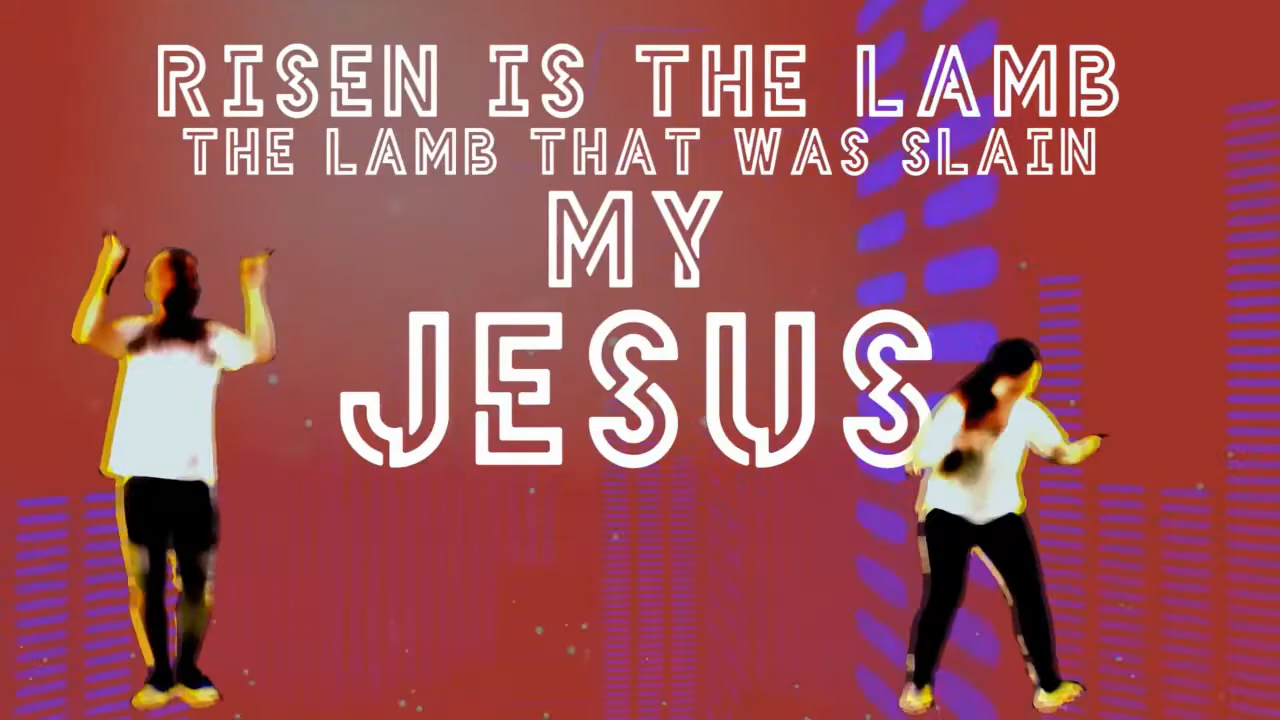 RISEN IS THE LAMB
THE LAMB THAT WAS SLAIN
MY
JESUS